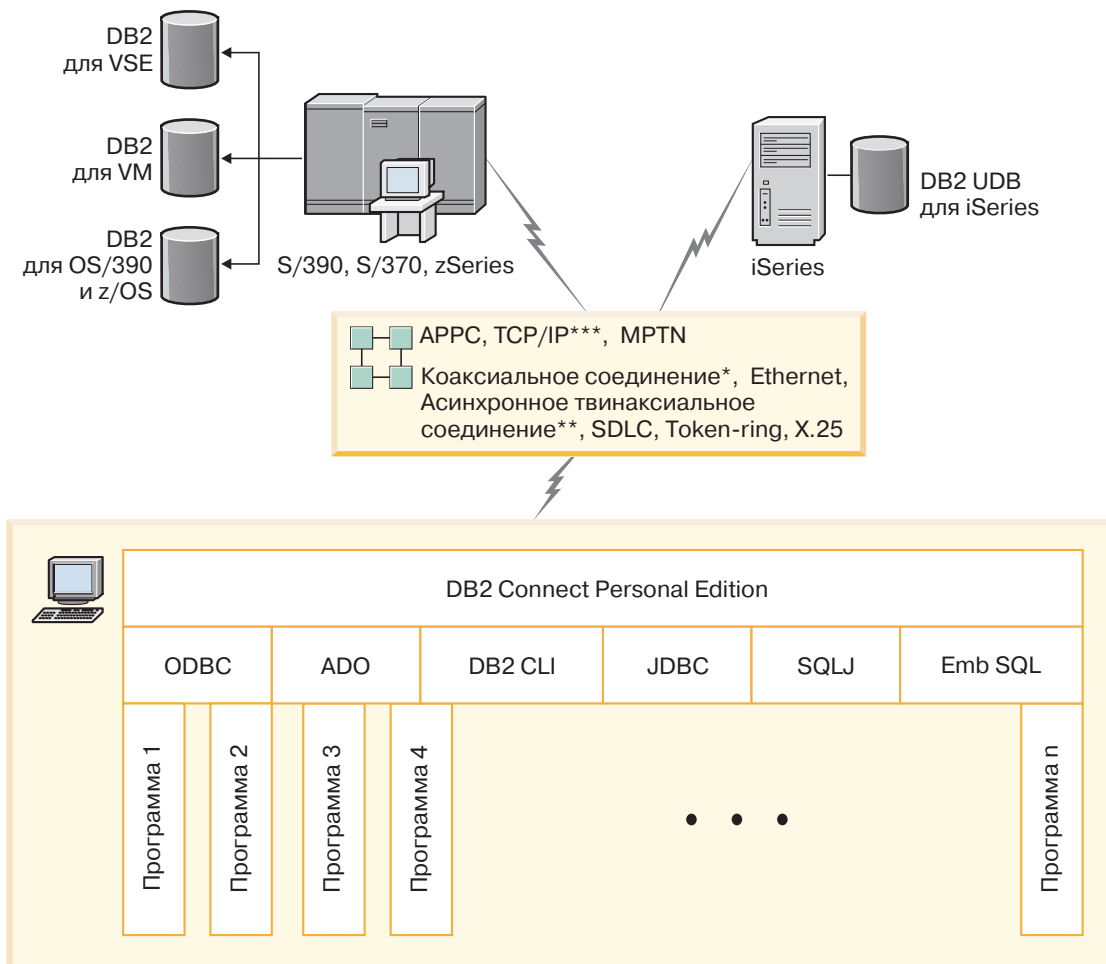 DB2
для VSE
DB2
для VM
DB2
для OS/390
и z/OS
S/390, S/370, zSeries
DB2 UDB
для iSeries
iSeries
APPC, TCP/IP***, MPTN
Коаксиальное соединение*, Ethernet,
Асинхронное твинаксиальное
соединение**, SDLC, Token-ring, X.25
DB2 Connect Personal Edition
ODBC
ADO
DB2 CLI
JDBC
SQLJ
Emb SQL
Программа 1
Программа 2
Программа 3
Программа 4
• • •
Программа n